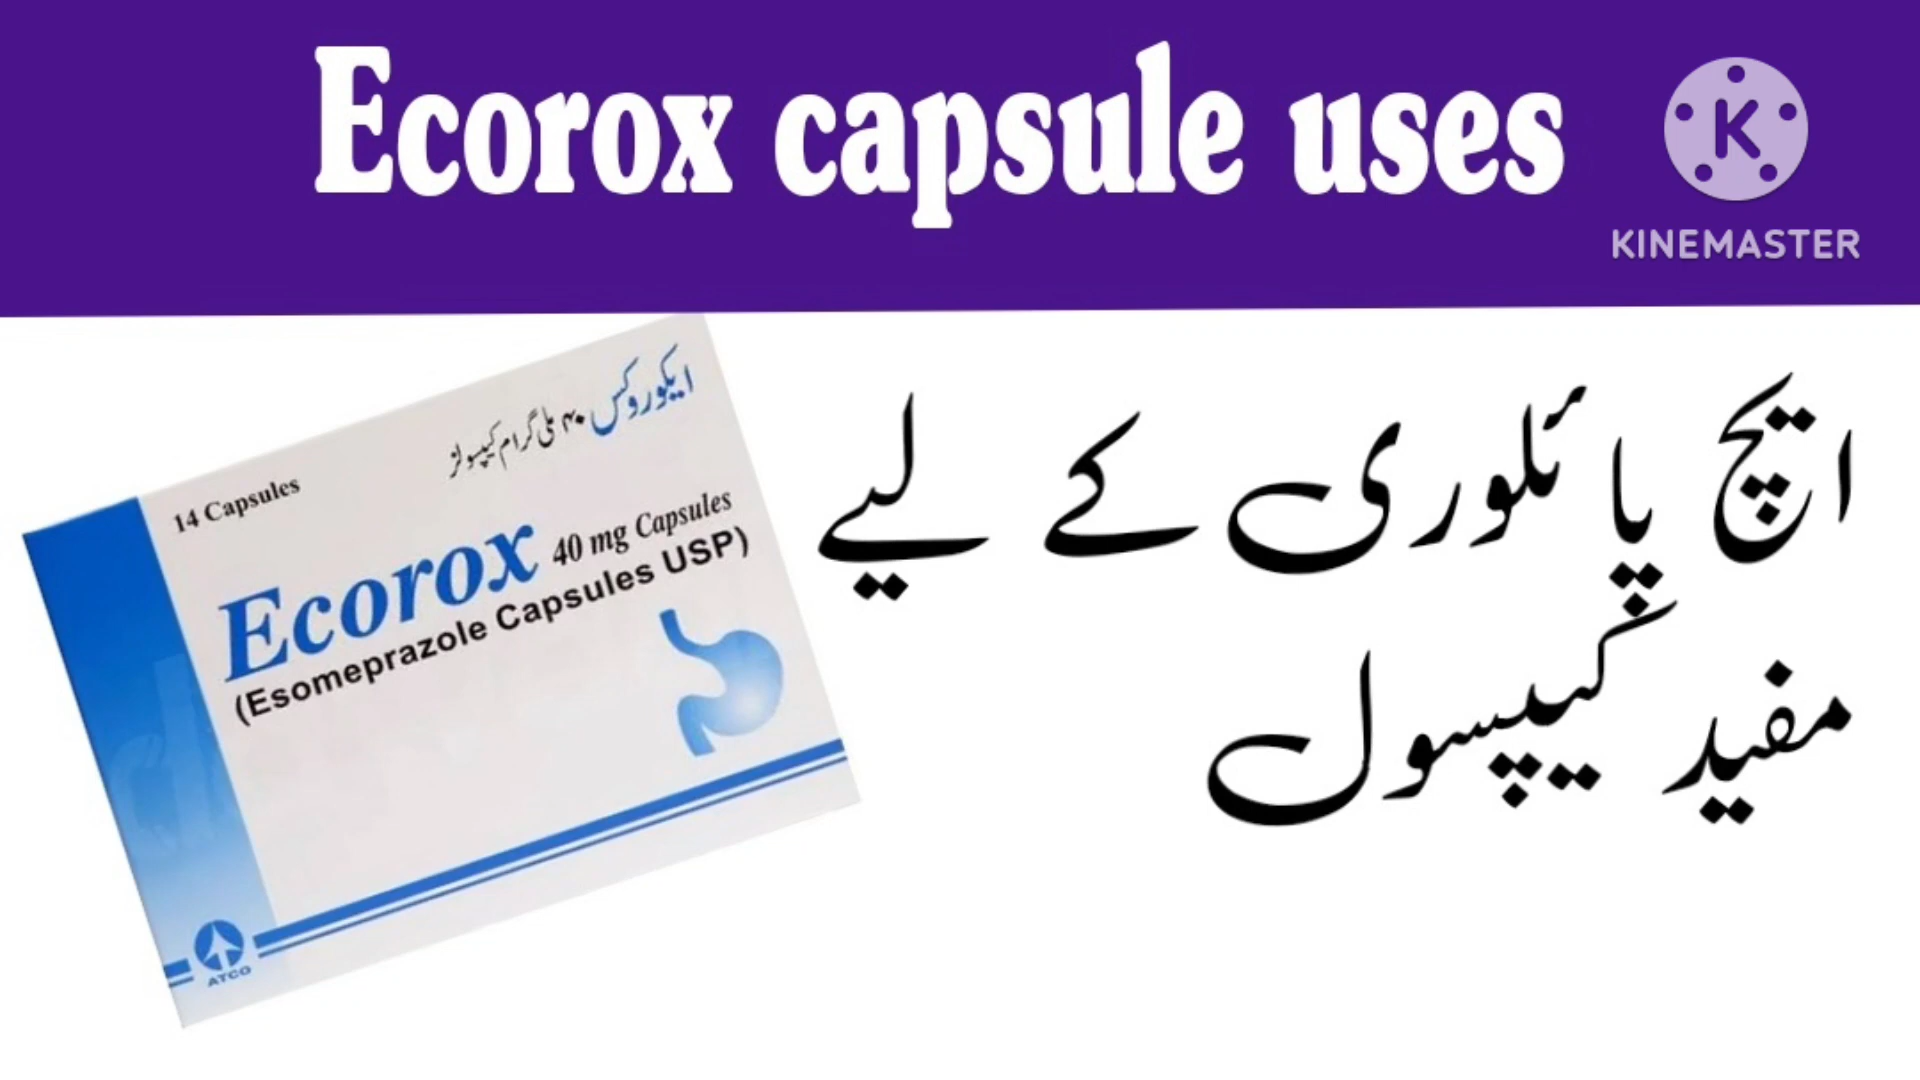 Ecorox capsule uses
KINEMASTER
ایچ پائلوری کے لیے
مفید کیپسول
ایکوروکس ۴۰ ملی گرام کیپسولز
14 Capsules
Ecorox 40 mg Capsules
(Esomeprazole Capsules USP)
ATCO